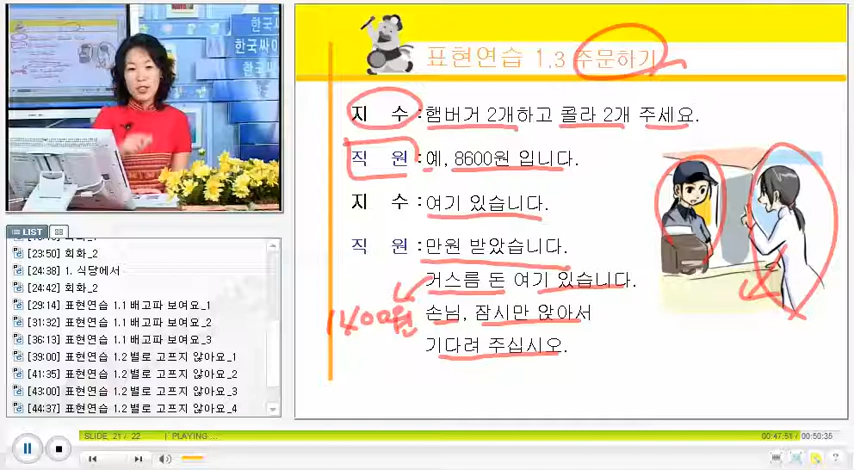 한국
한국싸이
한국싸
표현연습 1.3 주문하기
지 수 : 햄버거 2개하고 콜라 2개 주세요.
직 원 : 예, 8600원 입니다.
지 수 : 여기 있습니다.
직 원 : 만원 받았습니다.
거스름 돈 여기 있습니다.
1400원
손님, 잠시만 앉아서
기다려 주십시오.
LIST
[23:50] 회화_2
[24:38] 1. 식당에서
[24:42] 회화_2
[29:14] 표현연습 1.1 배고파 보여요_1
[31:32] 표현연습 1.1 배고파 보여요_2
[36:13] 표현연습 1.1 배고파 보여요_3
[39:00] 표현연습 1.2 별로 고프지 않아요_1
[41:35] 표현연습 1.2 별로 고프지 않아요_2
[43:00] 표현연습 1.2 별로 고프지 않아요_3
[44:37] 표현연습 1.2 별로 고프지 않아요_4
SLIDE_ 21 / 22 PLAYING ...
00:47:51 | 00:50:35